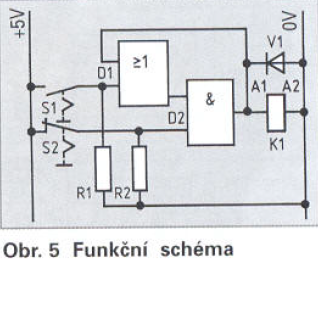 +5V
0V
V1
≥1
D1
&
A1 A2
S1
D2
K1
S2
R1 R2
Obr. 5 Funkční schéma